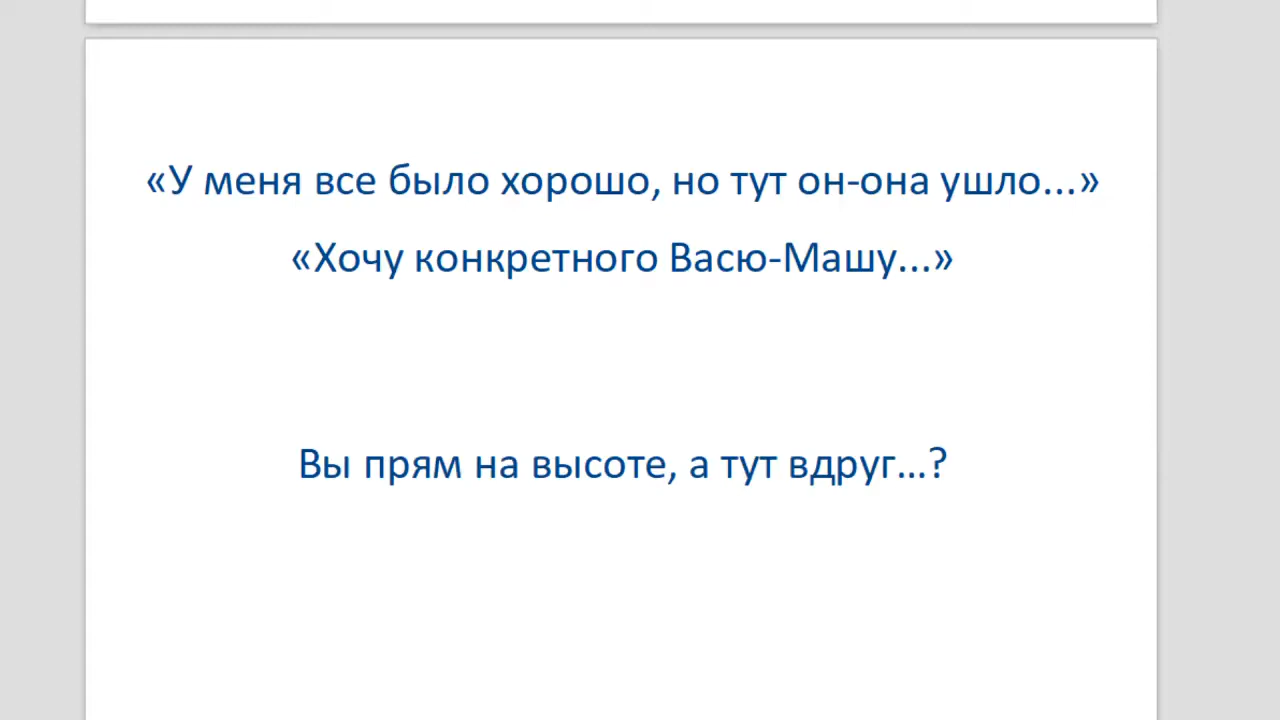 «У меня все было хорошо, но тут он-она ушло...»
«Хочу конкретного Васю-Машу...»
Вы прям на высоте, а тут вдруг...?